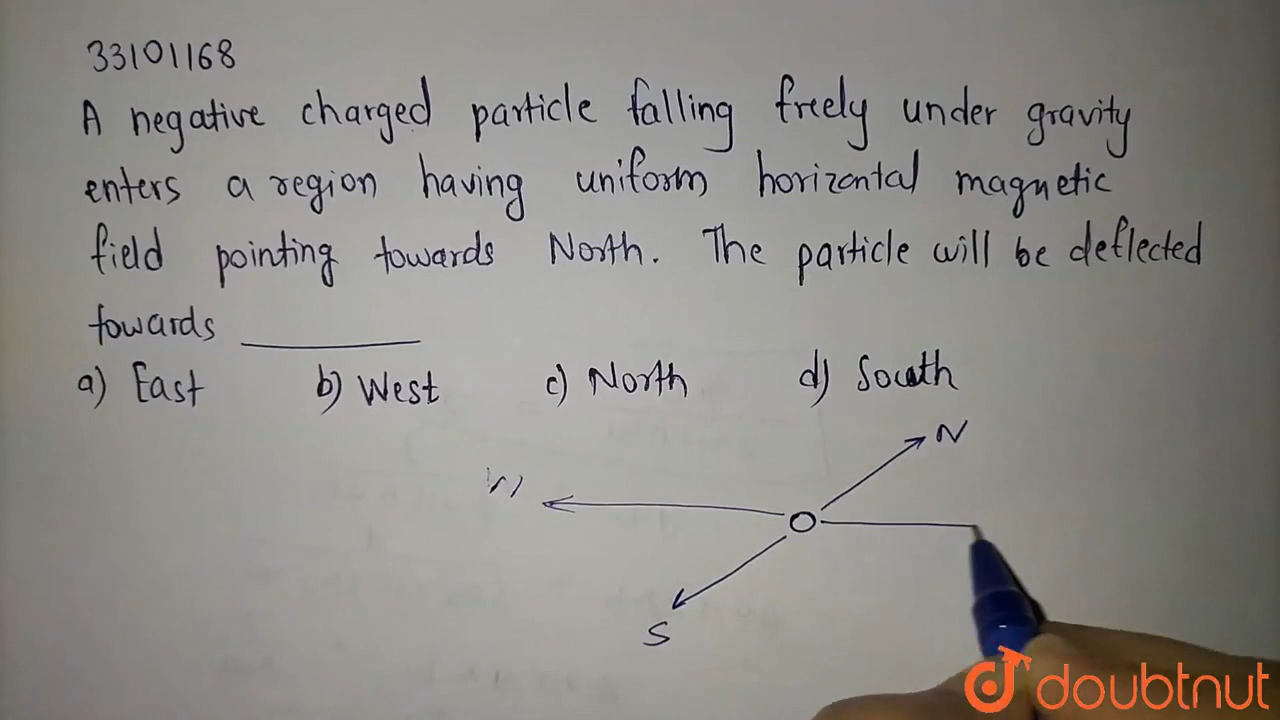 33101168
A negative charged particle falling freely under gravity
enters a region having uniform horizontal magnetic
field pointing towards North. The particle will be deflected
towards
a) East b) West c) North d) South
N
S
doubtnut